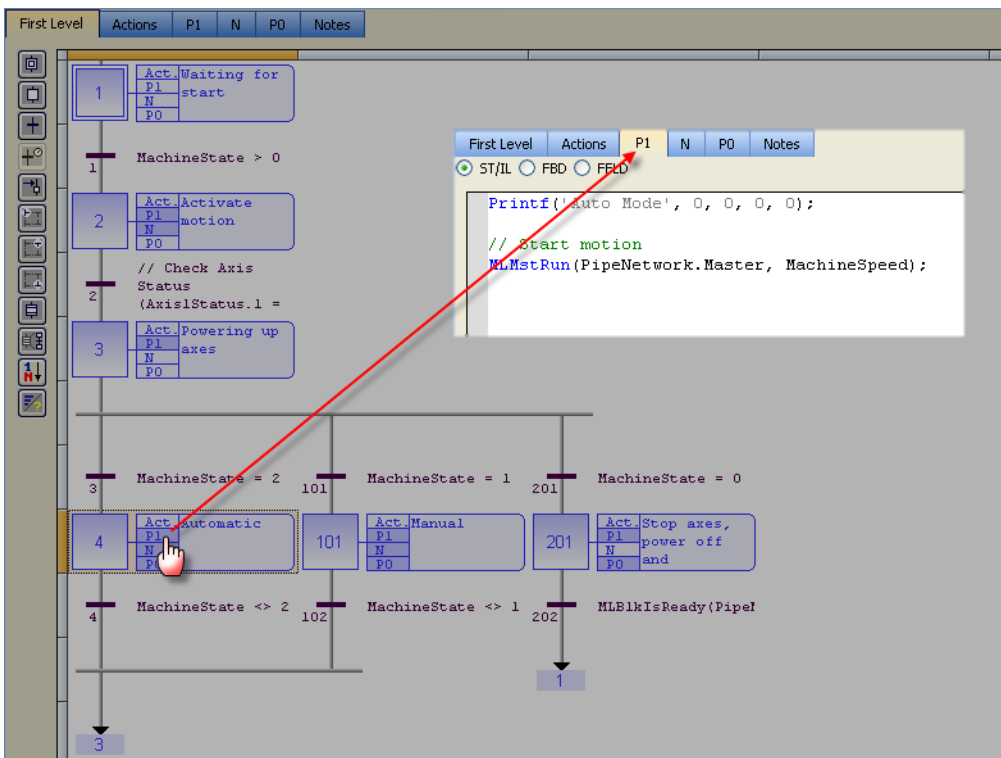 First Level Actions P1 N P0 Notes
1
Act. Waiting for
P1 start
N
P0
1 MachineState > 0
2
Act. Activate
P1 motion
N
P0
2 // Check Axis
Status
(Axis1Status.1 =
3
Act. Powering up
P1 axes
N
P0
First Level Actions P1 N P0 Notes
ST/IL FBD FFLD
Printf('Auto Mode', 0, 0, 0, 0);
// Start motion
MLMstRun(PipeNetwork.Master, MachineSpeed);
3 MachineState = 2 101 MachineState = 1 201 MachineState = 0
4
Act. Automatic
P1
N
P0
101
Act. Manual
P1
N
P0
201
Act. Stop axes,
P1 power off
N and
P0
4 MachineState <> 2 102 MachineState <> 1 202 MLBlkIsReady(PipeN
1
3